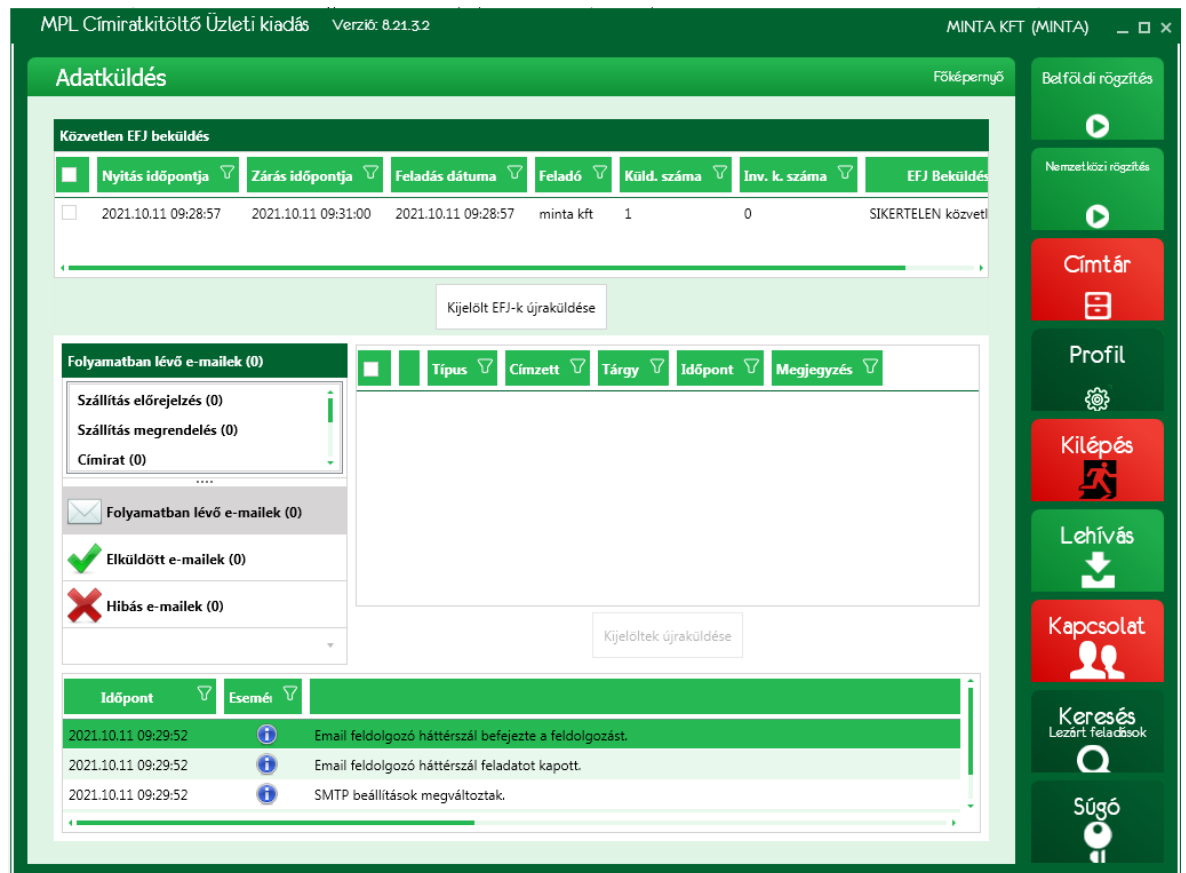 MPL Címiratkitöltő Üzleti kiadás Verzió: 8.21.3.2 MINTA KFT (MINTA)
Adatküldés Főképernyő
Közvetlen EFJ beküldés
Nyitás időpontja Zárás időpontja Feladás dátuma Feladó Küld. száma Inv. k. száma EFJ Beküldés
2021.10.11 09:28:57 2021.10.11 09:31:00 2021.10.11 09:28:57 minta kft 1 0 SIKERTELEN közvetl
Kijelölt EFJ-k újraküldése
Folyamatban lévő e-mailek (0)
Szállítás előrejelzés (0)
Szállítás megrendelés (0)
Címirat (0)
Folyamatban lévő e-mailek (0)
Elküldött e-mailek (0)
Hibás e-mailek (0)
Típus Címzett Tárgy Időpont Megjegyzés
Kijelöltek újraküldése
Időpont Esemé
2021.10.11 09:29:52 Email feldolgozó háttérszál befejezte a feldolgozást.
2021.10.11 09:29:52 Email feldolgozó háttérszál feladatot kapott.
2021.10.11 09:29:52 SMTP beállítások megváltoztak.
Belföldi rögzítés
Nemzetközi rögzítés
Címtár
Profil
Kilépés
Lehívás
Kapcsolat
Keresés
Lezárt feladások
Súgó